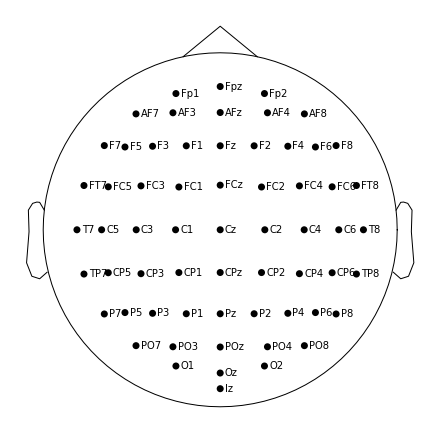 Fpz
Fp1 Fp2
AF7 AF3 AFz AF4 AF8
F7 F5 F3 F1 Fz F2 F4 F6 F8
FT7 FC5 FC3 FC1 FCz FC2 FC4 FC6 FT8
T7 C5 C3 C1 Cz C2 C4 C6 T8
TP7 CP5 CP3 CP1 CPz CP2 CP4 CP6 TP8
P7 P5 P3 P1 Pz P2 P4 P6 P8
PO7 PO3 POz PO4 PO8
O1 O2
Oz
Iz